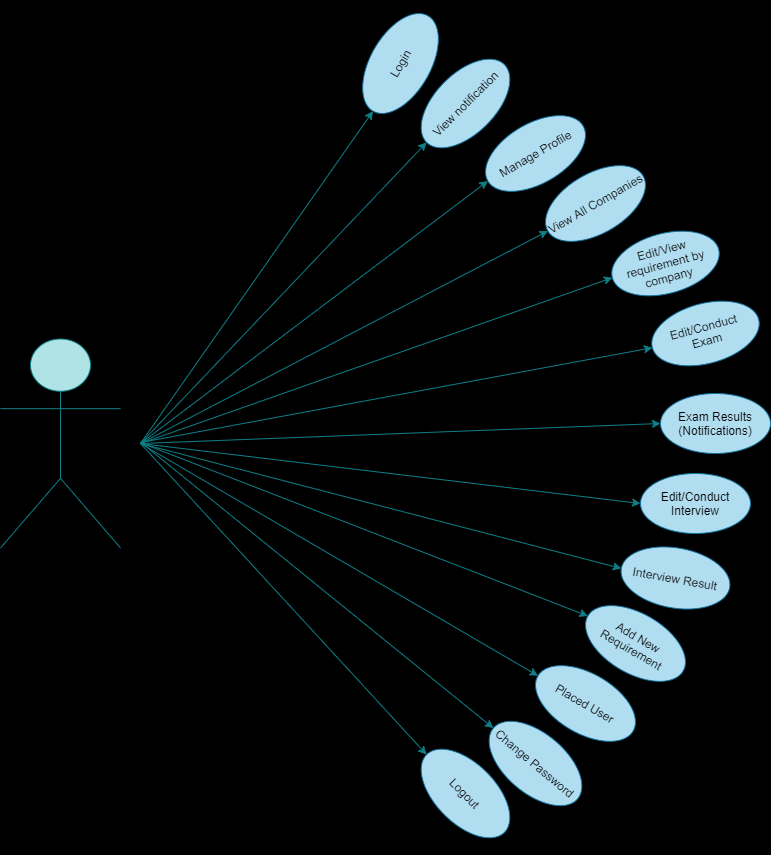 Login
View notification
Manage Profile
View All Companies
Edit/View
requirement by
company
Edit/Conduct
Exam
Exam Results
(Notifications)
Edit/Conduct
Interview
Interview Result
Add New
Requirement
Placed User
Change Password
Logout